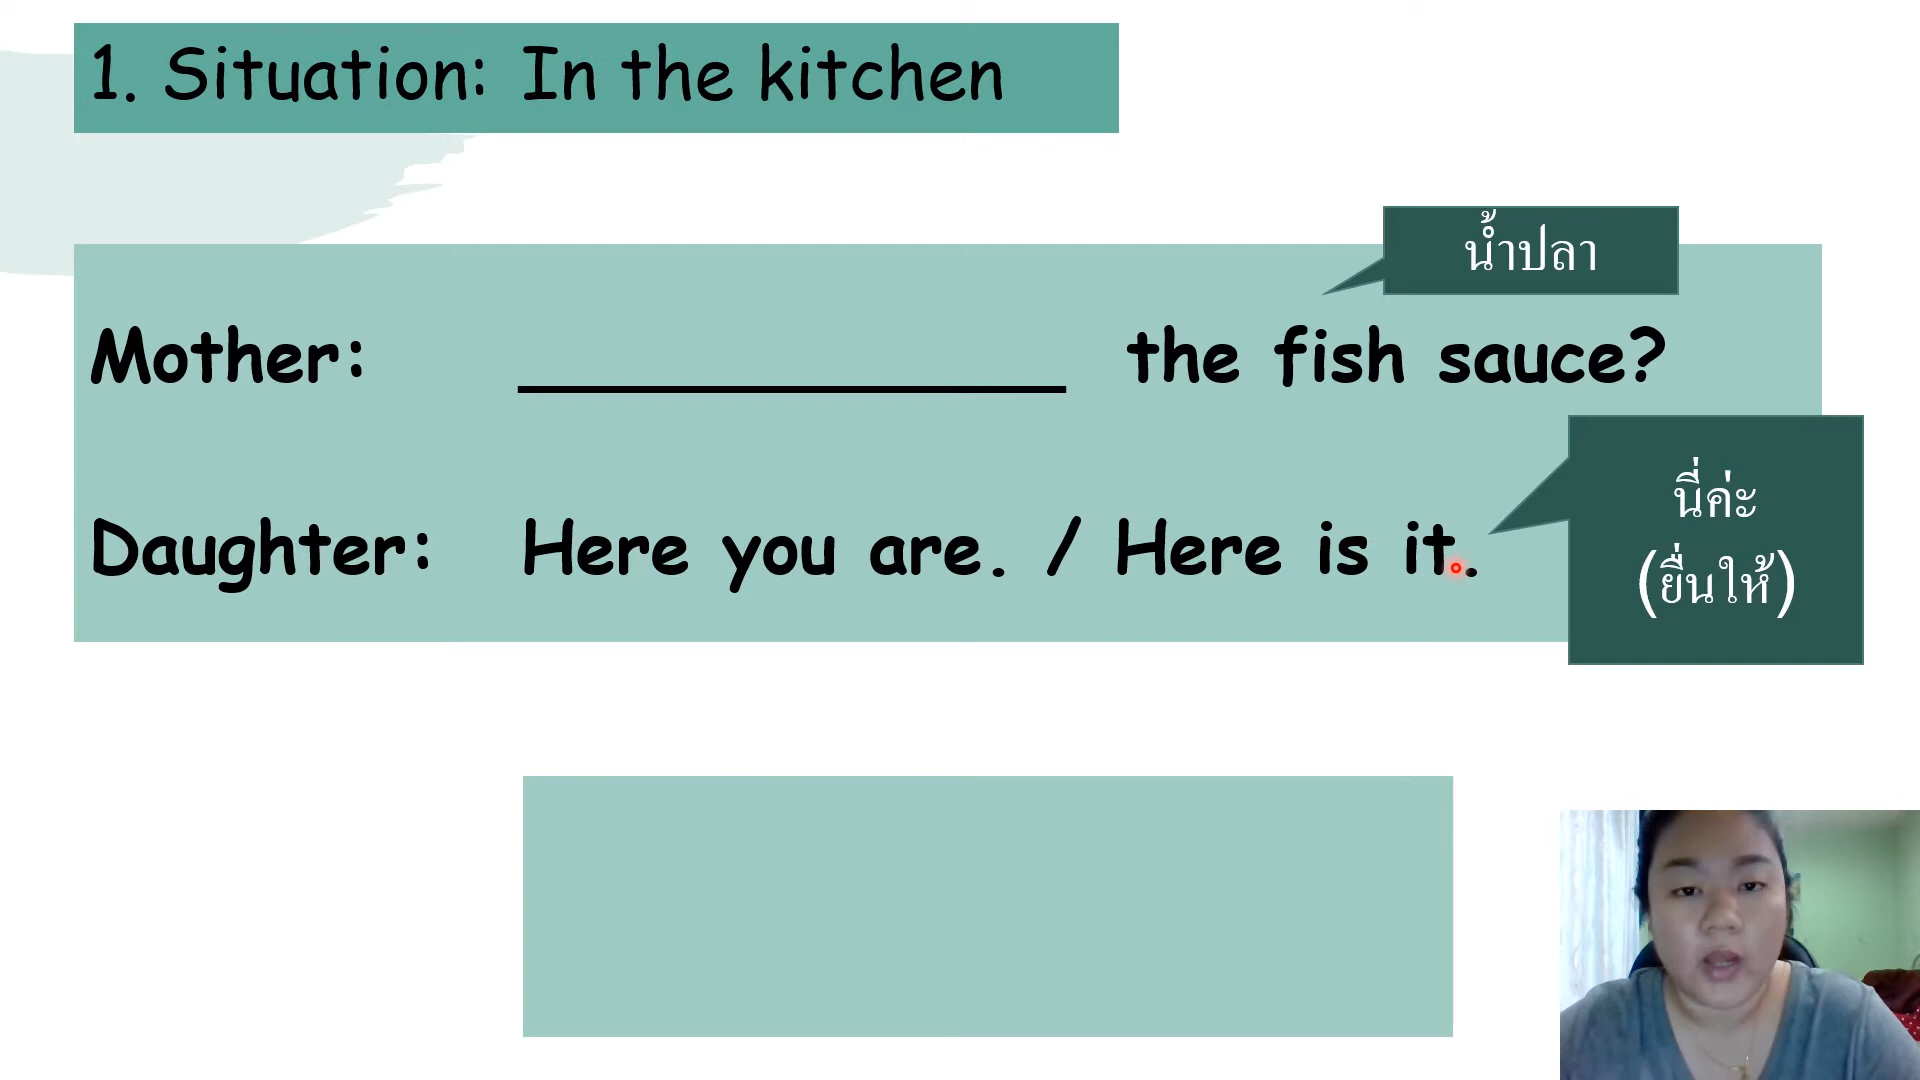 1. Situation: In the kitchen
น้ำปลา
Mother: ______________ the fish sauce?
Daughter: Here you are. / Here is it.
นี่ค่ะ
(ยื่นให้)